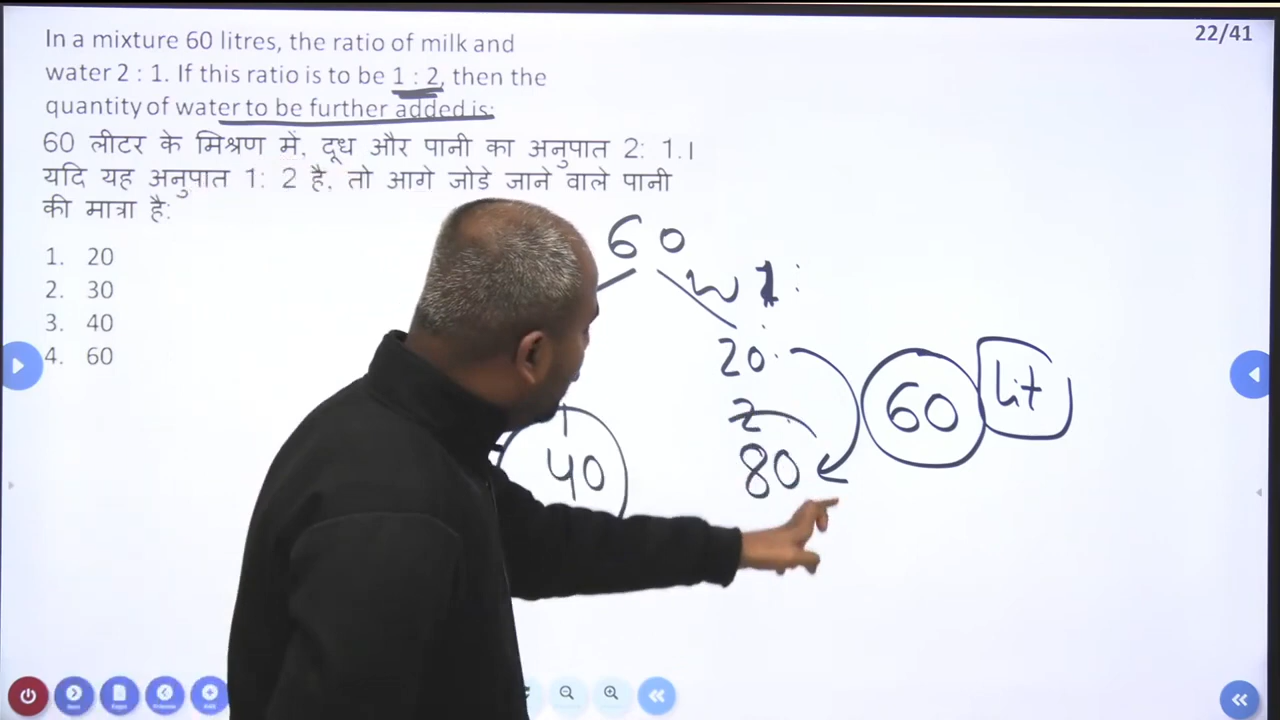 22/41
In a mixture 60 litres, the ratio of milk and
water 2 : 1. If this ratio is to be 1 : 2, then the
quantity of water to be further added is:
60 लीटर के मिश्रण में, दूध और पानी का अनुपात 2: 1.।
यदि यह अनुपात 1: 2 है, तो आगे जोड़े जाने वाले पानी
की मात्रा है:
1. 20
2. 30
3. 40
4. 60
60
W 1 :
20
2
40
80
60 Lit